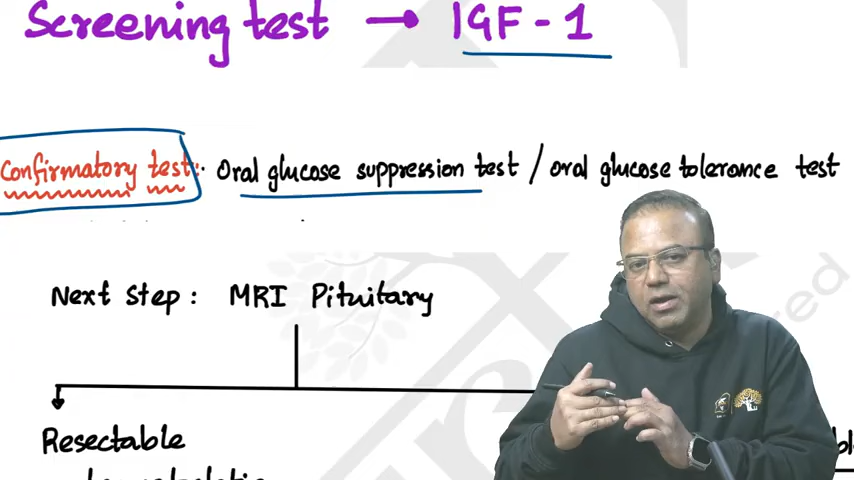 Screening test → IGF-1
Confirmatory test: Oral glucose suppression test / oral glucose tolerance test
Next step: MRI Pituitary
Resectable